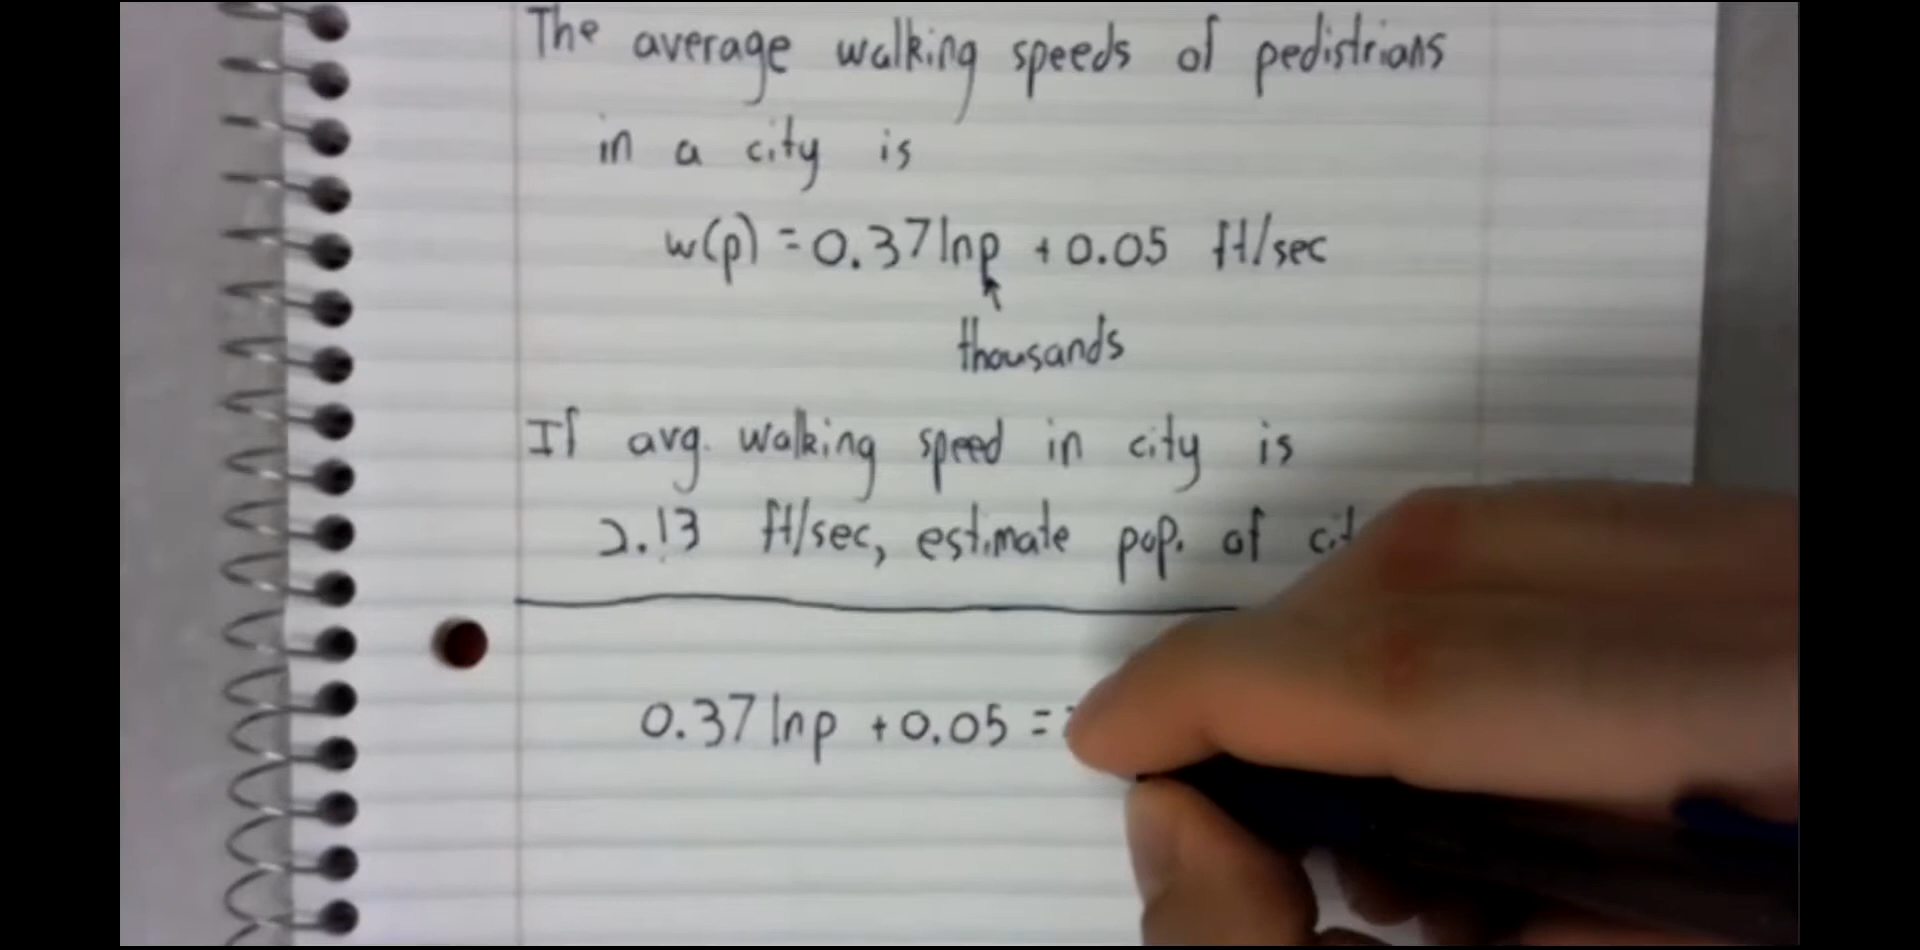 The average walking speeds of pedistrians
in a city is
w(p) = 0.37 ln p + 0.05 ft/sec
thousands
If avg. walking speed in city is
2.13 ft/sec, estimate pop. of
0.37 ln p + 0.05 =